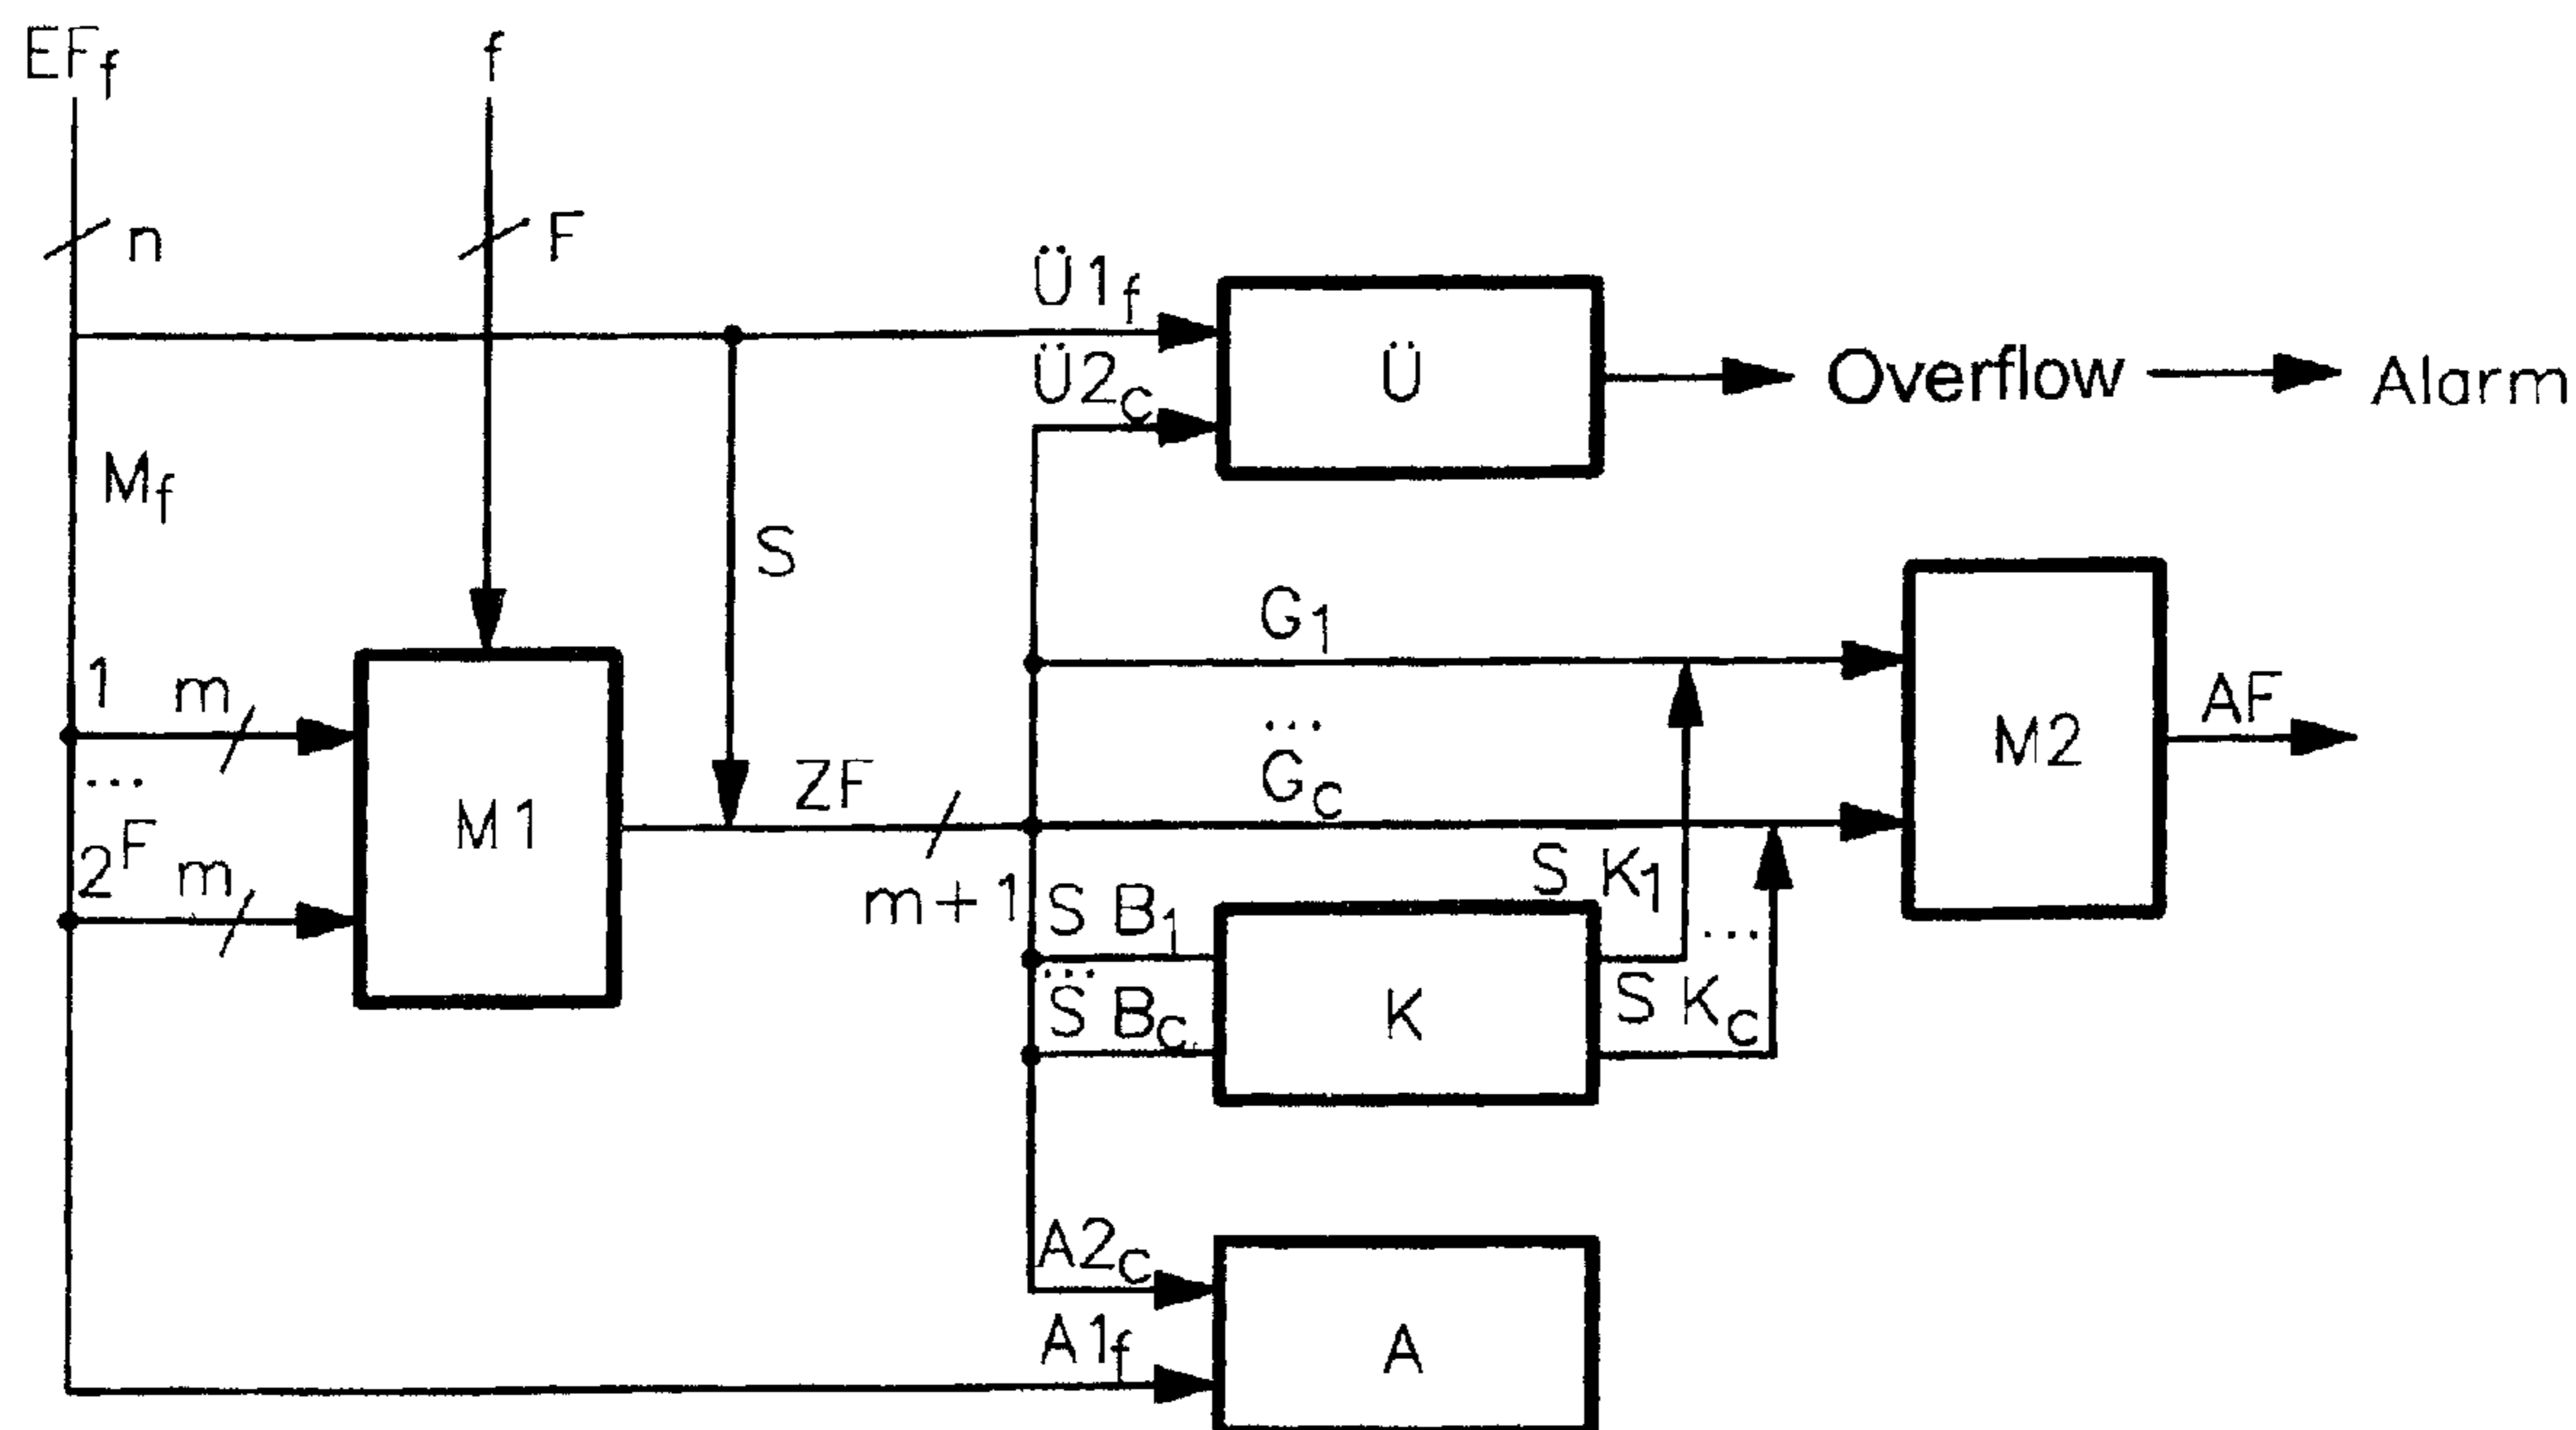 EFf
f
n
F
Mf
S
1
m
...
2F
m
M1
ZF
m+1
Ü1f
Ü2c
Ü
Overflow
Alarm
G1
...
Gc
M2
AF
S B1
...
S Bc
K
S K1
...
S Kc
A2c
A1f
A